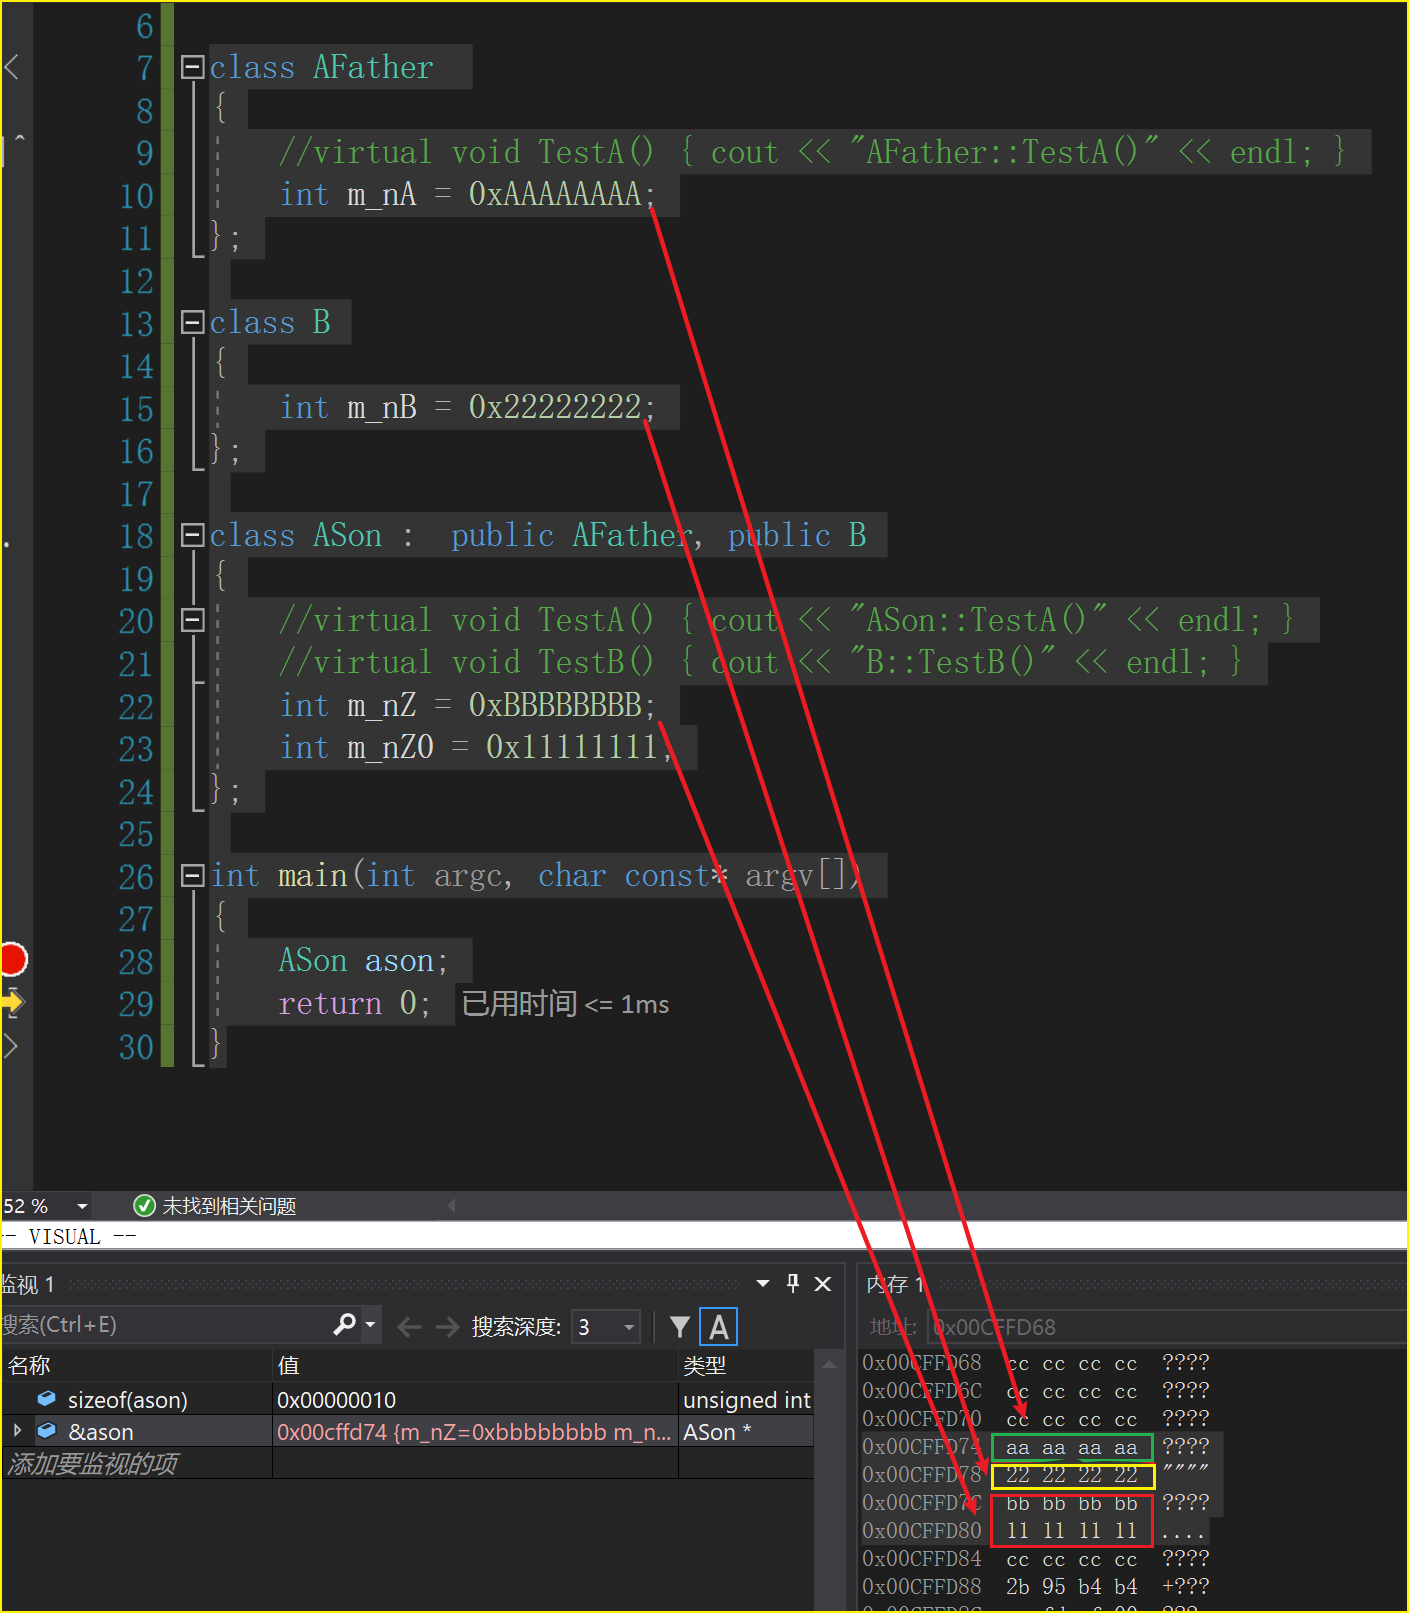 6
7 class AFather
8 {
9 //virtual void TestA() { cout << "AFather::TestA()" << endl; }
10 int m_nA = 0xAAAAAAAA;
11 };
12
13 class B
14 {
15 int m_nB = 0x22222222;
16 };
17
18 class ASon :  public AFather, public B
19 {
20 //virtual void TestA() { cout << "ASon::TestA()" << endl; }
21 //virtual void TestB() { cout << "B::TestB()" << endl; }
22 int m_nZ = 0xBBBBBBBB;
23 int m_nZ0 = 0x11111111;
24 };
25
26 int main(int argc, char const* argv[])
27 {
28 ASon ason;
29 return 0; 已用时间 <= 1ms
30 }
52 % 未找到相关问题
-- VISUAL --
监视 1
搜索(Ctrl+E) 搜索深度: 3 A
名称 值 类型
sizeof(ason) 0x00000010 unsigned int
&ason 0x00cffd74 {m_nZ=0xbbbbbbbb m_n... ASon *
添加要监视的项
内存 1
地址: 0x00CFFD68
0x00CFFD68 cc cc cc cc ????
0x00CFFD6C cc cc cc cc ????
0x00CFFD70 cc cc cc cc ????
0x00CFFD74 aa aa aa aa ????
0x00CFFD78 22 22 22 22 """"
0x00CFFD7C bb bb bb bb ????
0x00CFFD80 11 11 11 11 ....
0x00CFFD84 cc cc cc cc ????
0x00CFFD88 2b 95 b4 b4 +???